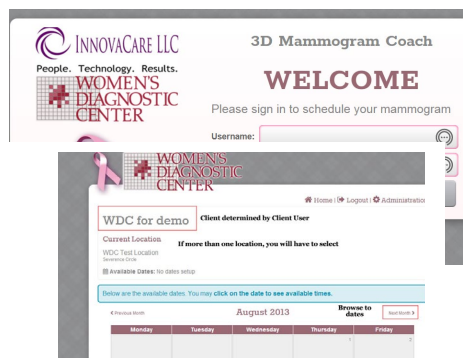 INNOVACARE LLC
People. Technology. Results.
WOMEN'S
DIAGNOSTIC
CENTER
3D Mammogram Coach
WELCOME
Please sign in to schedule your mammogram
Username:
WOMEN'S
DIAGNOSTIC
CENTER
Home | Logout | Administration
WDC for demo Client determined by Client User
Current Location
If more than one location, you will have to select
WDC Test Location
Severence Circle
Available Dates: No dates setup
Below are the available dates. You may click on the date to see available times.
Previous Month August 2013 Browse to dates Next Month
Monday Tuesday Wednesday Thursday Friday
1 2